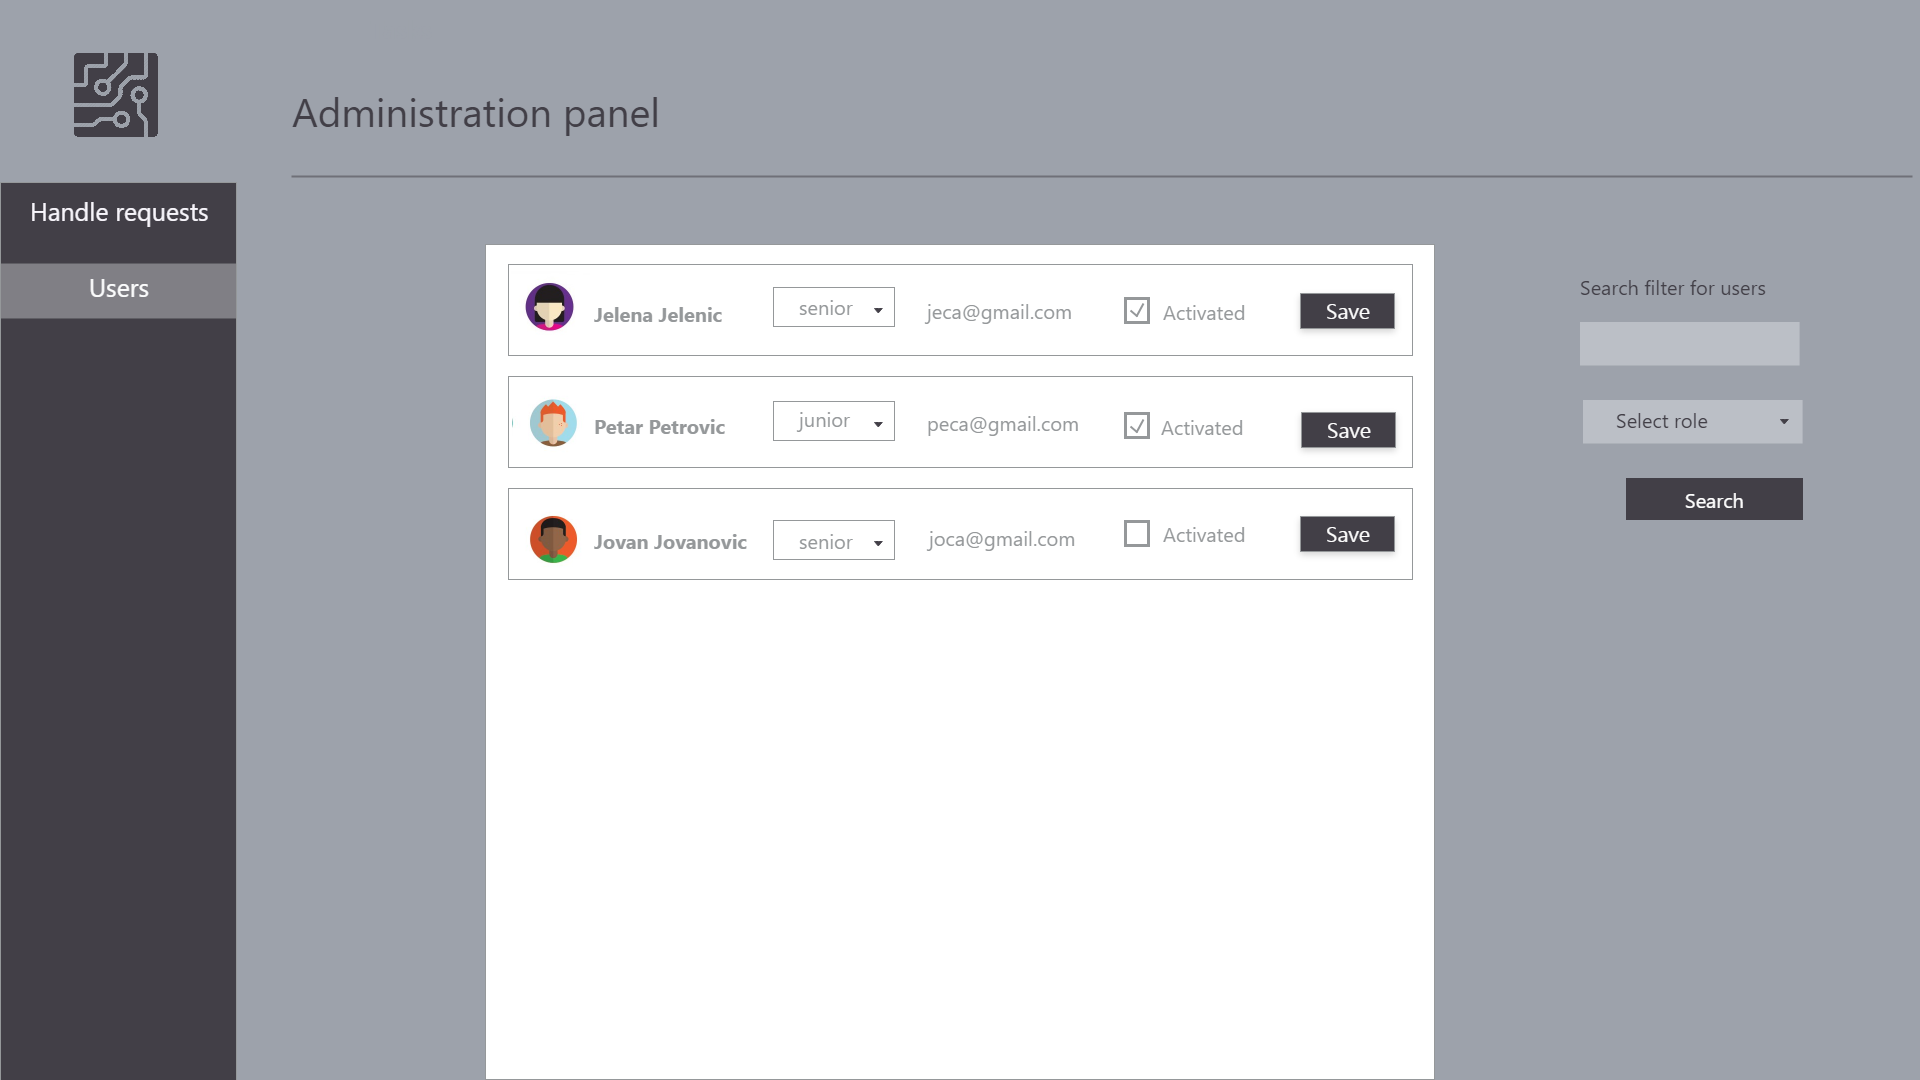 Administration panel
Handle requests
Users
Jelena Jelenic senior jeca@gmail.com Activated Save
Petar Petrovic junior peca@gmail.com Activated Save
Jovan Jovanovic senior joca@gmail.com Activated Save
Search filter for users
Select role
Search